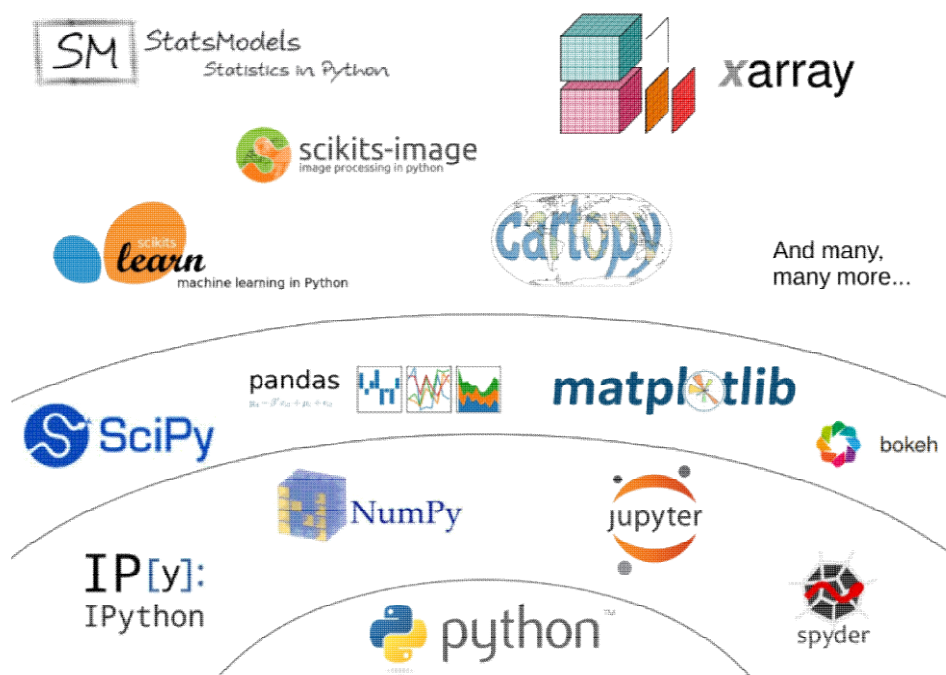 SM StatsModels
Statistics in Python
xarray
scikits-image
image processing in python
cartopy
scikits
learn
machine learning in Python
And many,
many more...
pandas
matplotlib
SciPy
bokeh
NumPy
jupyter
IP[y]:
IPython
python™
spyder